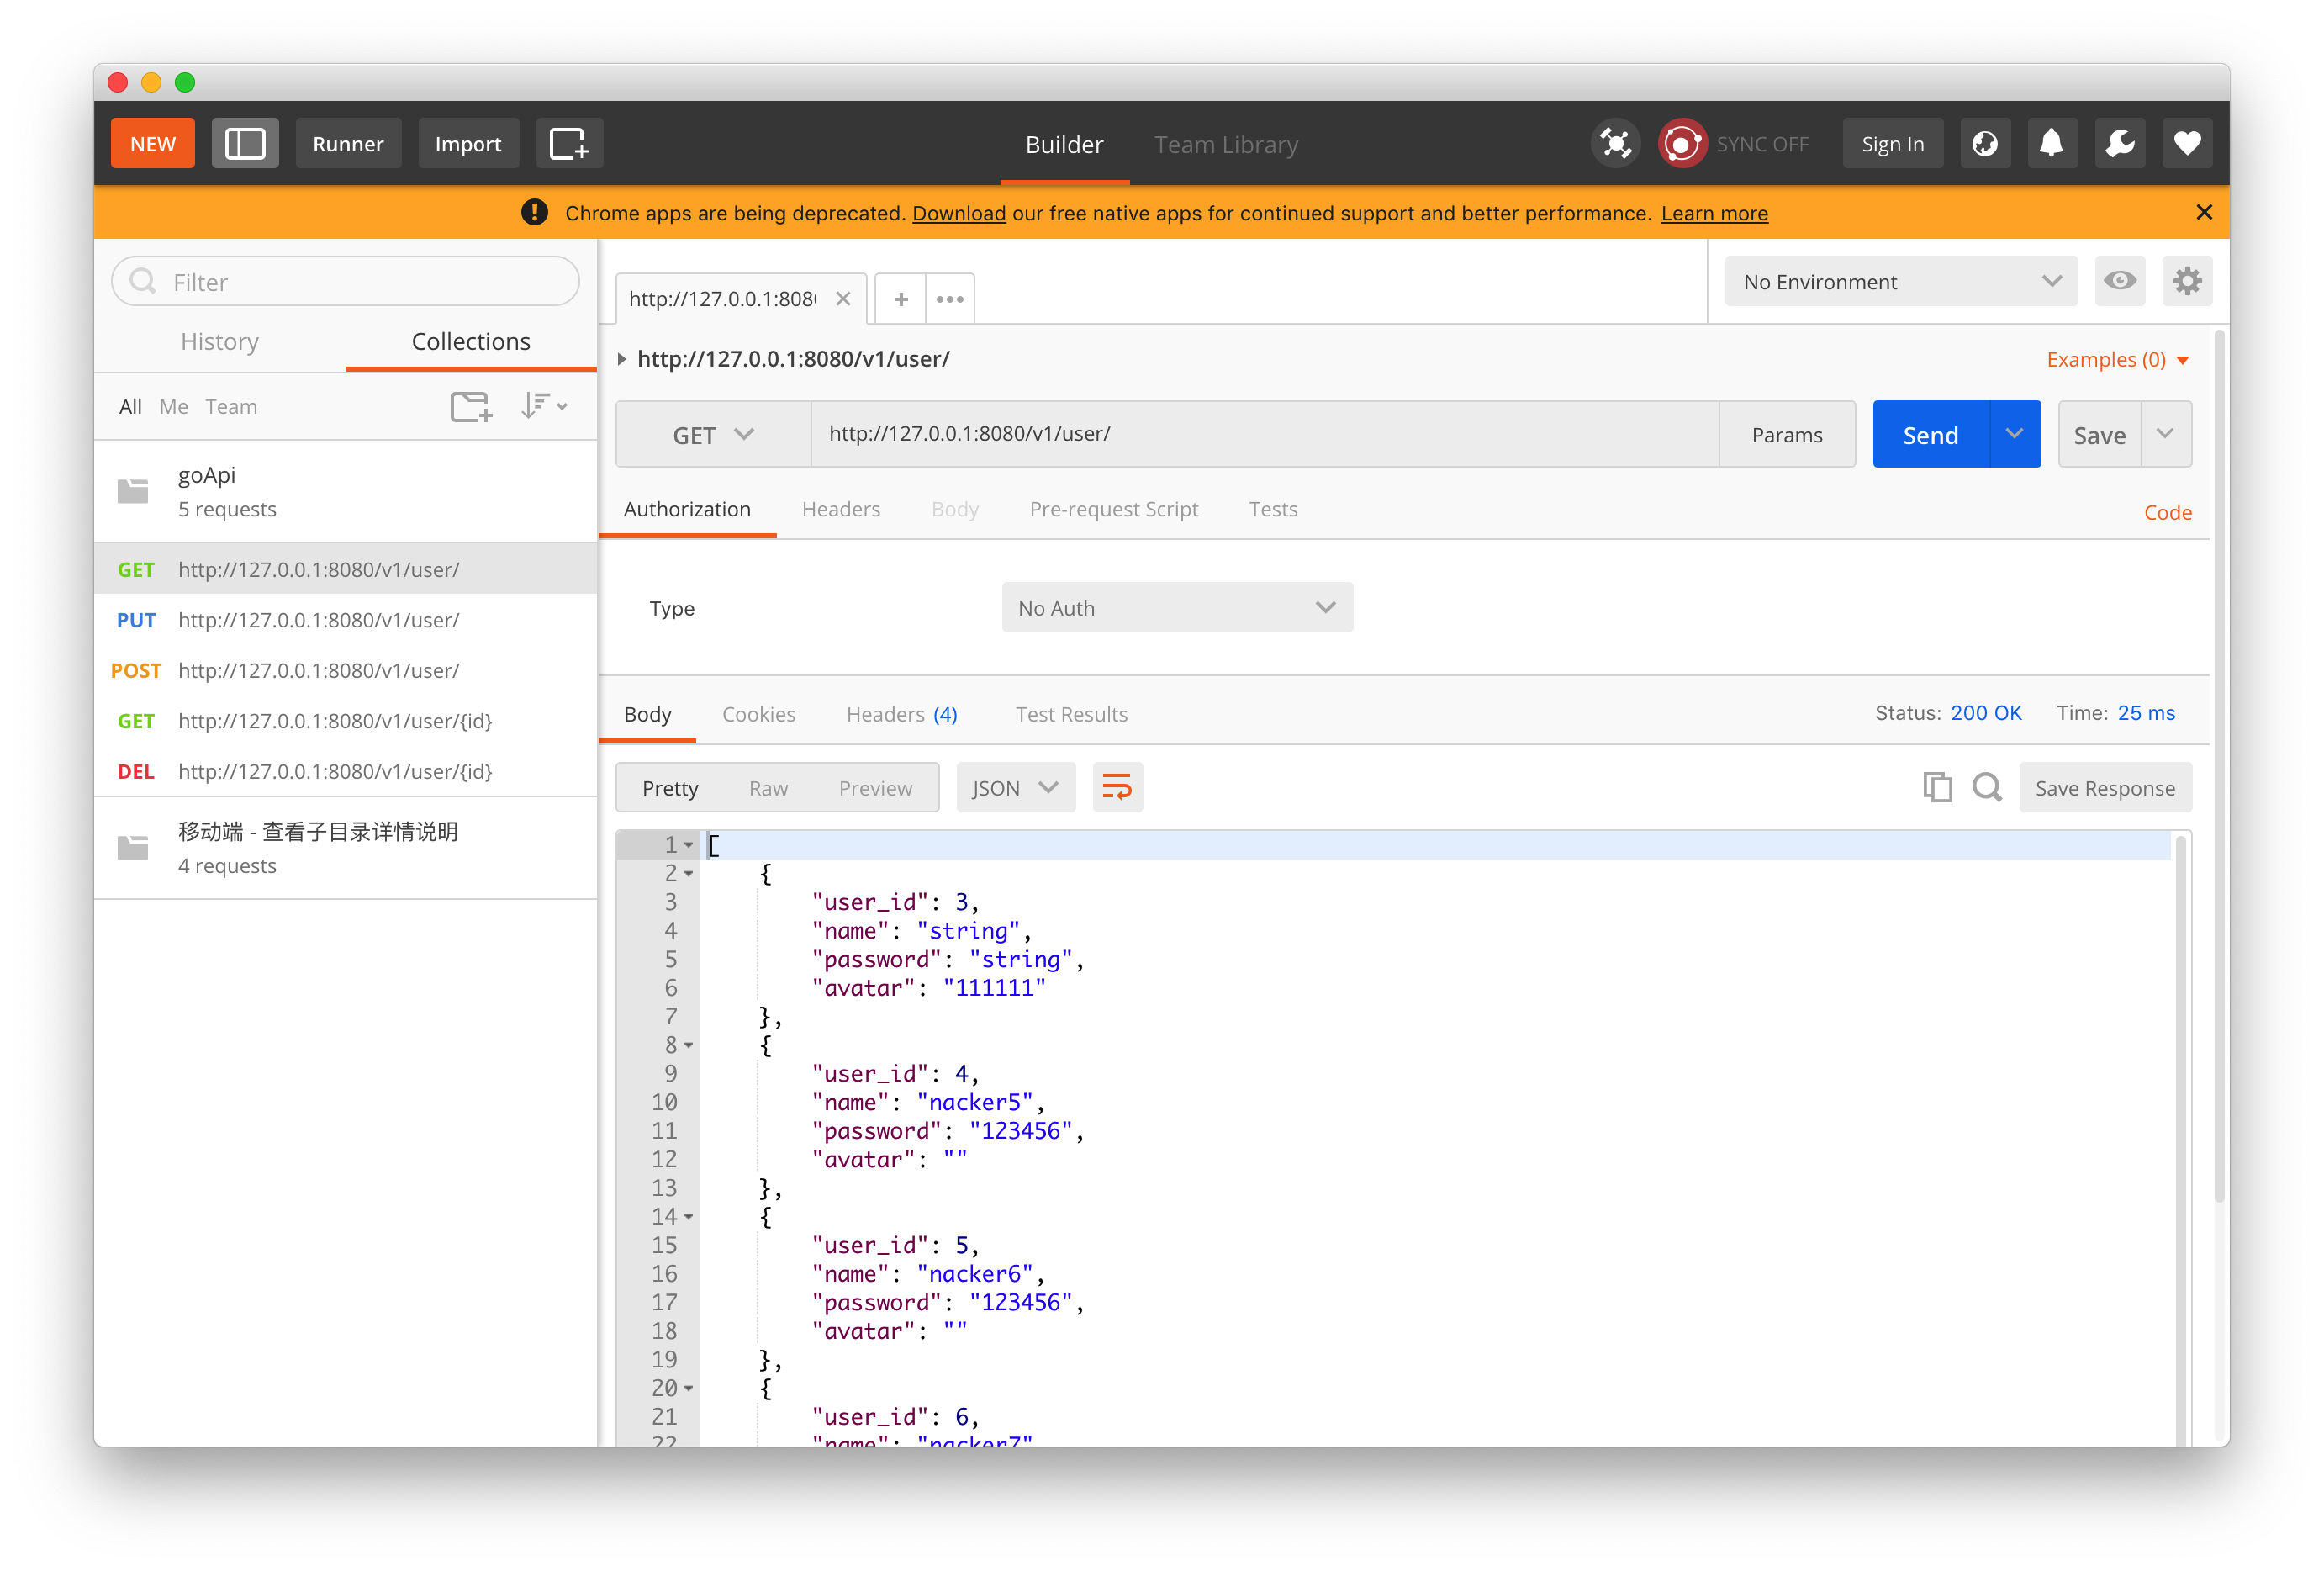 NEW Runner Import Builder Team Library SYNC OFF Sign In
Chrome apps are being deprecated. Download our free native apps for continued support and better performance. Learn more
Filter
History Collections
All Me Team
goApi
5 requests
GET http://127.0.0.1:8080/v1/user/
PUT http://127.0.0.1:8080/v1/user/
POST http://127.0.0.1:8080/v1/user/
GET http://127.0.0.1:8080/v1/user/{id}
DEL http://127.0.0.1:8080/v1/user/{id}
移动端 - 查看子目录详情说明
4 requests
http://127.0.0.1:808 + •••
No Environment
http://127.0.0.1:8080/v1/user/
Examples (0)
GET http://127.0.0.1:8080/v1/user/ Params Send Save
Authorization Headers Body Pre-request Script Tests Code
Type No Auth
Body Cookies Headers (4) Test Results Status: 200 OK Time: 25 ms
Pretty Raw Preview JSON Save Response
1 [
2 {
3 "user_id": 3,
4 "name": "string",
5 "password": "string",
6 "avatar": "111111"
7 },
8 {
9 "user_id": 4,
10 "name": "nacker5",
11 "password": "123456",
12 "avatar": ""
13 },
14 {
15 "user_id": 5,
16 "name": "nacker6",
17 "password": "123456",
18 "avatar": ""
19 },
20 {
21 "user_id": 6,
22 "name": "nacker7"